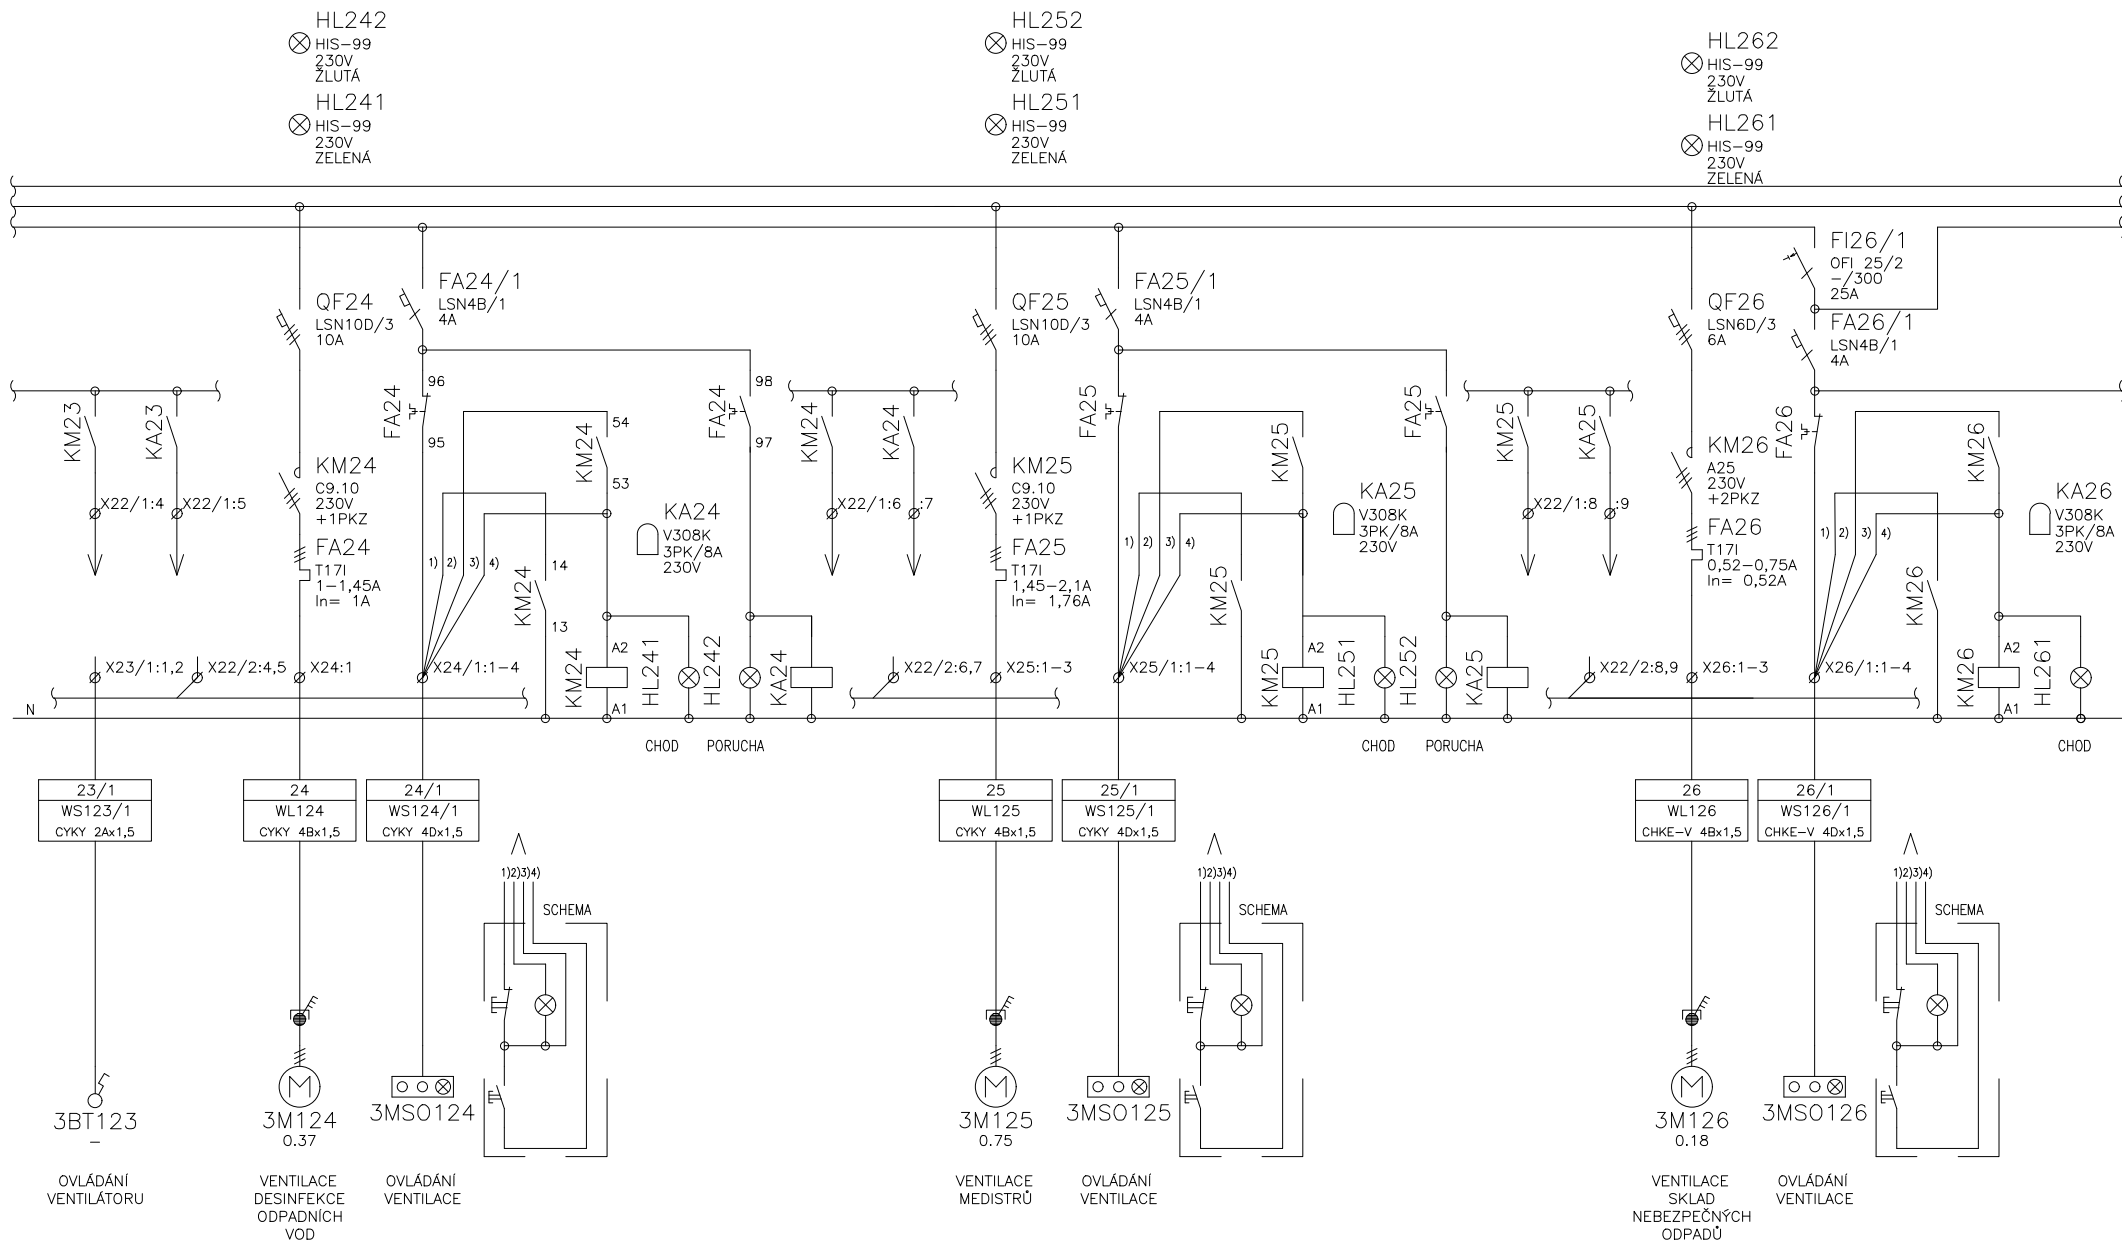 HL242
HIS-99
230V
ŽLUTÁ
HL241
HIS-99
230V
ZELENÁ
HL252
HIS-99
230V
ŽLUTÁ
HL251
HIS-99
230V
ZELENÁ
HL262
HIS-99
230V
ŽLUTÁ
HL261
HIS-99
230V
ZELENÁ
KM23
KA23
X22/1:4
X22/1:5
QF24
LSN10D/3
10A
KM24
C9.10
230V
+1PKZ
FA24
T17I
1-1,45A
In= 1A
FA24/1
LSN4B/1
4A
96
FA24
95
54
KM24
53
1)
2)
3)
4)
14
KM24
13
KA24
V308K
3PK/8A
230V
98
FA24
97
KM24
KA24
X22/1:6
:7
X23/1:1,2
X22/2:4,5
X24:1
X24/1:1-4
A2
KM24
A1
HL241
HL242
KA24
N
CHOD
PORUCHA
QF25
LSN10D/3
10A
KM25
C9.10
230V
+1PKZ
FA25
T17I
1,45-2,1A
In= 1,76A
FA25/1
LSN4B/1
4A
FA25
KM25
1)
2)
3)
4)
KM25
KA25
V308K
3PK/8A
230V
FA25
KM25
KA25
X22/1:8
:9
X22/2:6,7
X25:1-3
X25/1:1-4
A2
KM25
A1
HL251
HL252
KA25
CHOD
PORUCHA
QF26
LSN6D/3
6A
KM26
A25
230V
+2PKZ
FA26
T17I
0,52-0,75A
In= 0,52A
FI26/1
OFI 25/2
-/300
25A
FA26/1
LSN4B/1
4A
FA26
KM26
1)
2)
3)
4)
KM26
KA26
V308K
3PK/8A
230V
X22/2:8,9
X26:1-3
X26/1:1-4
A2
KM26
A1
HL261
CHOD
23/1
WS123/1
CYKY 2Ax1,5
24
WL124
CYKY 4Bx1,5
24/1
WS124/1
CYKY 4Dx1,5
25
WL125
CYKY 4Bx1,5
25/1
WS125/1
CYKY 4Dx1,5
26
WL126
CHKE-V 4Bx1,5
26/1
WS126/1
CHKE-V 4Dx1,5
1)2)3)4)
SCHEMA
1)2)3)4)
SCHEMA
1)2)3)4)
SCHEMA
3BT123
-
M
3M124
0.37
3MSO124
M
3M125
0.75
3MSO125
M
3M126
0.18
3MSO126
OVLÁDÁNÍ
VENTILÁTORU
VENTILACE
DESINFEKCE
ODPADNÍCH
VOD
OVLÁDÁNÍ
VENTILACE
VENTILACE
MEDISTRŮ
OVLÁDÁNÍ
VENTILACE
VENTILACE
SKLAD
NEBEZPEČNÝCH
ODPADŮ
OVLÁDÁNÍ
VENTILACE